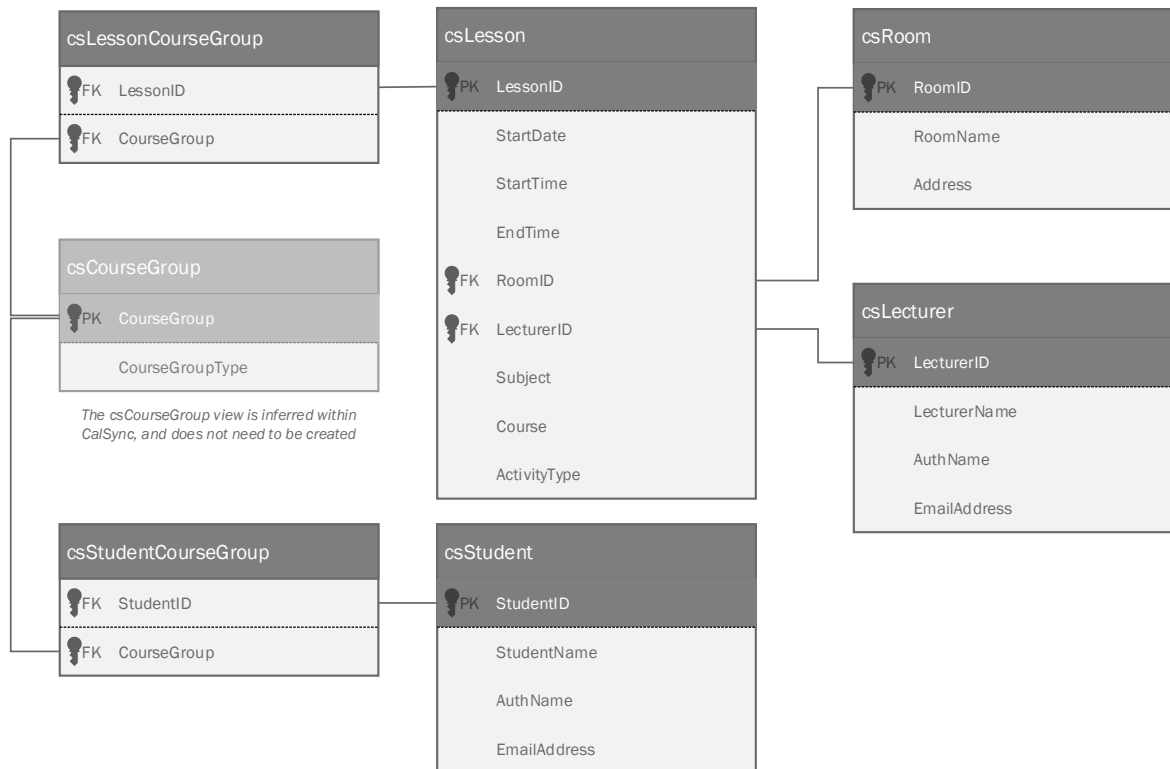 csLessonCourseGroup
FK LessonID
FK CourseGroup
csCourseGroup
PK CourseGroup
CourseGroupType
The csCourseGroup view is inferred within
CalSync, and does not need to be created
csStudentCourseGroup
FK StudentID
FK CourseGroup
csLesson
PK LessonID
StartDate
StartTime
EndTime
FK RoomID
FK LecturerID
Subject
Course
ActivityType
csStudent
PK StudentID
StudentName
AuthName
EmailAddress
csRoom
PK RoomID
RoomName
Address
csLecturer
PK LecturerID
LecturerName
AuthName
EmailAddress